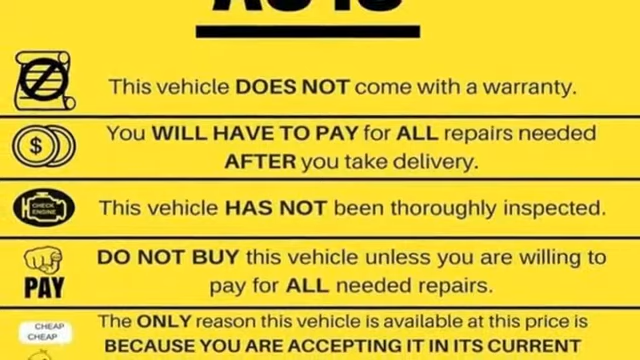 AS IS
This vehicle DOES NOT come with a warranty.
You WILL HAVE TO PAY for ALL repairs needed
AFTER you take delivery.
CHECK
ENGINE
This vehicle HAS NOT been thoroughly inspected.
DO NOT BUY this vehicle unless you are willing to
pay for ALL needed repairs.
PAY
CHEAP
CHEAP
The ONLY reason this vehicle is available at this price is
BECAUSE YOU ARE ACCEPTING IT IN ITS CURRENT